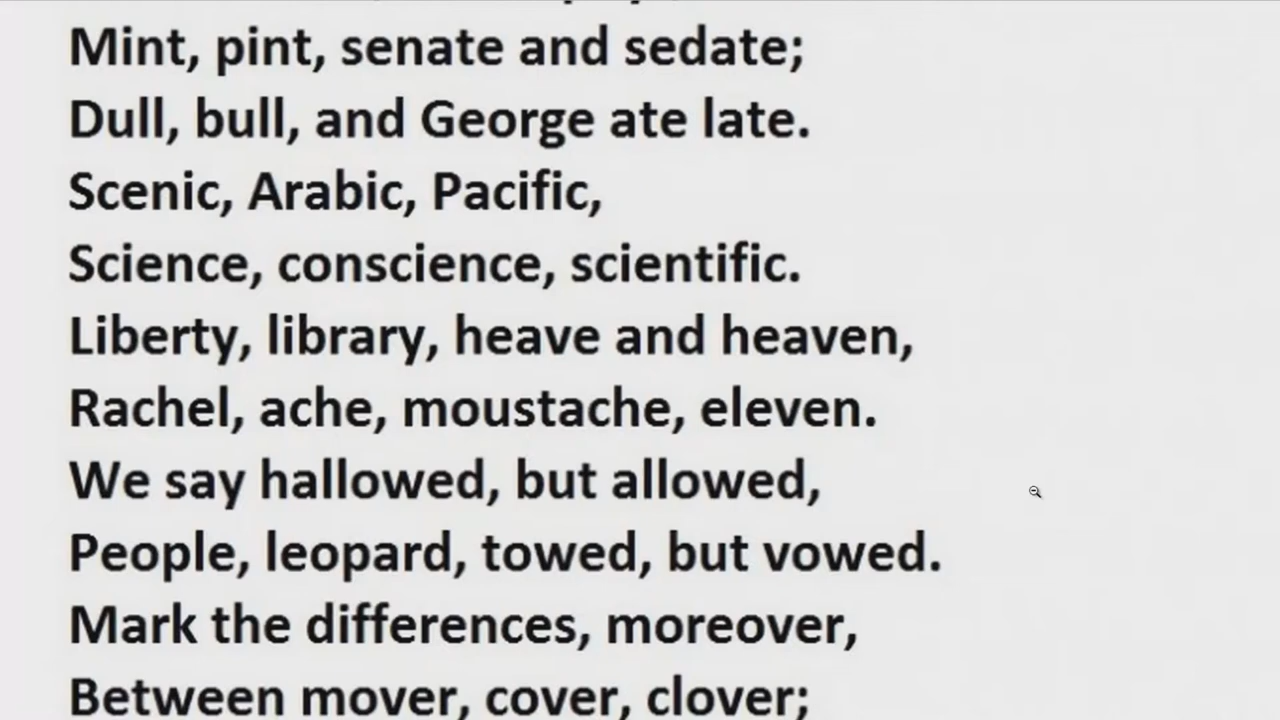 Mint, pint, senate and sedate;
Dull, bull, and George ate late.
Scenic, Arabic, Pacific,
Science, conscience, scientific.
Liberty, library, heave and heaven,
Rachel, ache, moustache, eleven.
We say hallowed, but allowed,
People, leopard, towed, but vowed.
Mark the differences, moreover,
Between mover, cover, clover;